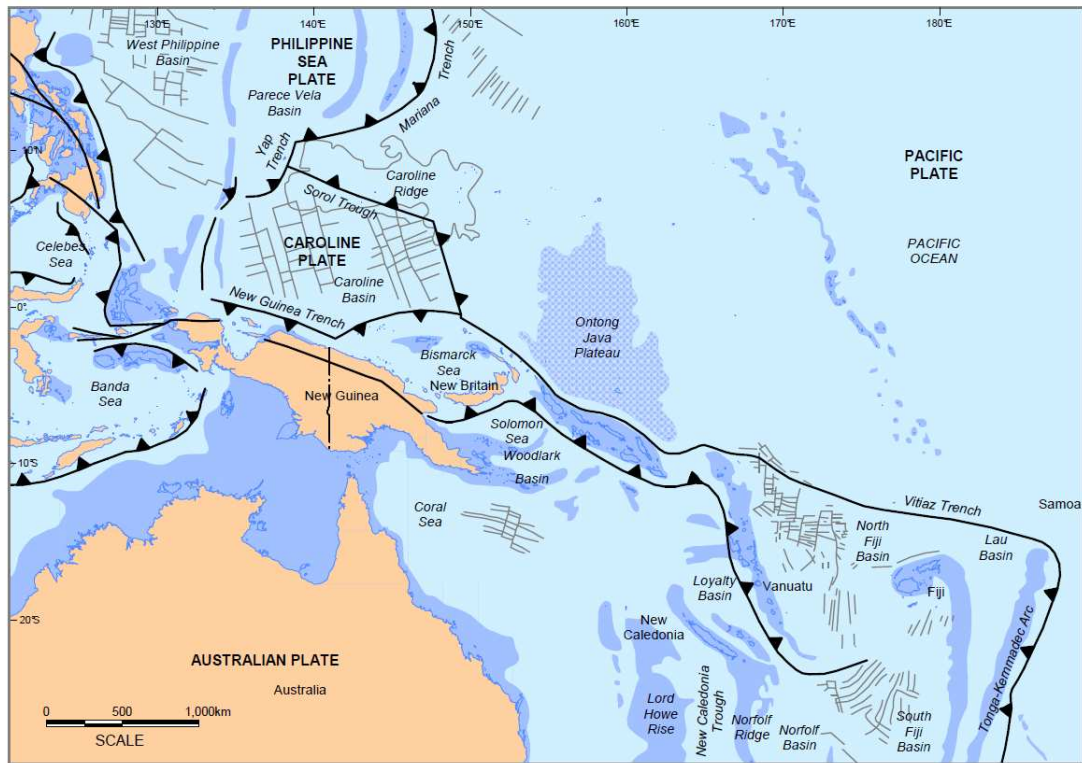 130°E
140°E
150°E
160°E
170°E
180°E
West Philippine
Basin
PHILIPPINE
SEA
PLATE
Parece Vela
Basin
Trench
Mariana
Yap
Trench
10°N
Caroline
Ridge
Sorol Trough
PACIFIC
PLATE
PACIFIC
OCEAN
Celebes
Sea
CAROLINE
PLATE
Caroline
Basin
New Guinea Trench
0°
Ontong
Java
Plateau
Bismarck
Sea
New Britain
Banda
Sea
New Guinea
Solomon
Sea
Woodlark
Basin
10°S
Coral
Sea
Vitiaz Trench
Samoa
North
Fiji
Basin
Lau
Basin
Loyalty
Basin
Vanuatu
Fiji
20°S
New
Caledonia
AUSTRALIAN PLATE
Australia
Lord
Howe
Rise
New Caledonia
Trough
Norfolf
Ridge
Norfolf
Basin
South
Fiji
Basin
Tonga-Kemmadec Arc
0
500
1,000km
SCALE